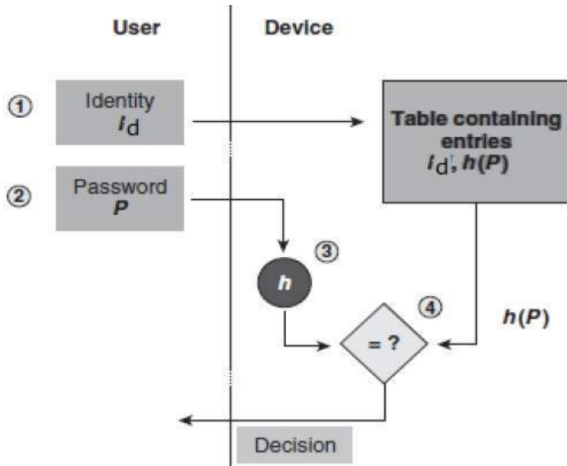 User
Device
1
Identity
id
Table containing
entries
id', h(P)
2
Password
P
3
h
4
= ?
h(P)
Decision